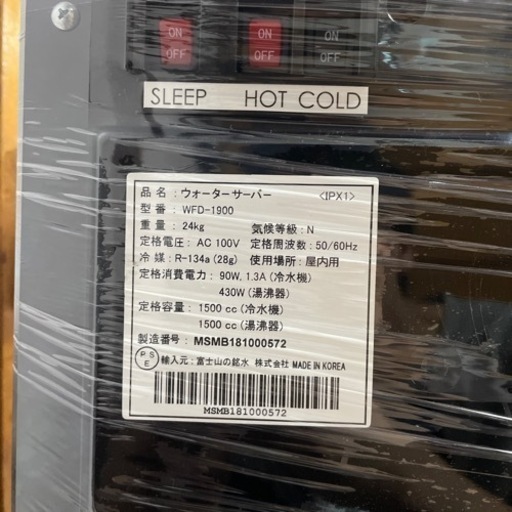 ON ON ON
OFF OFF OFF
SLEEP HOT COLD
品 名 : ウォーターサーバー <IPX1>
型 番 : WFD-1900
重 量 : 24kg 気候等級 : N
定格電圧 : AC 100V 定格周波数 : 50/60Hz
冷 媒 : R-134a (28g) 使用場所 : 屋内用
定格消費電力 : 90W, 1.3A (冷水機)
430W (湯沸器)
定格容量 : 1500 cc (冷水機)
1500 cc (湯沸器)
製造番号 : MSMB181000572
PSE 輸入元 : 富士山の銘水 株式会社 MADE IN KOREA
MSMB181000572